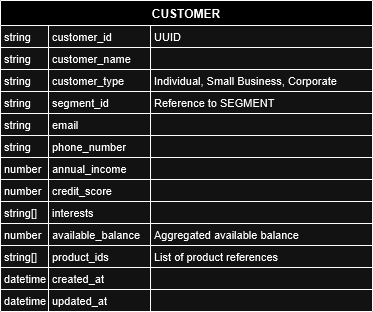 CUSTOMER
string customer_id UUID
string customer_name
string customer_type Individual, Small Business, Corporate
string segment_id Reference to SEGMENT
string email
string phone_number
number annual_income
number credit_score
string[] interests
number available_balance Aggregated available balance
string[] product_ids List of product references
datetime created_at
datetime updated_at